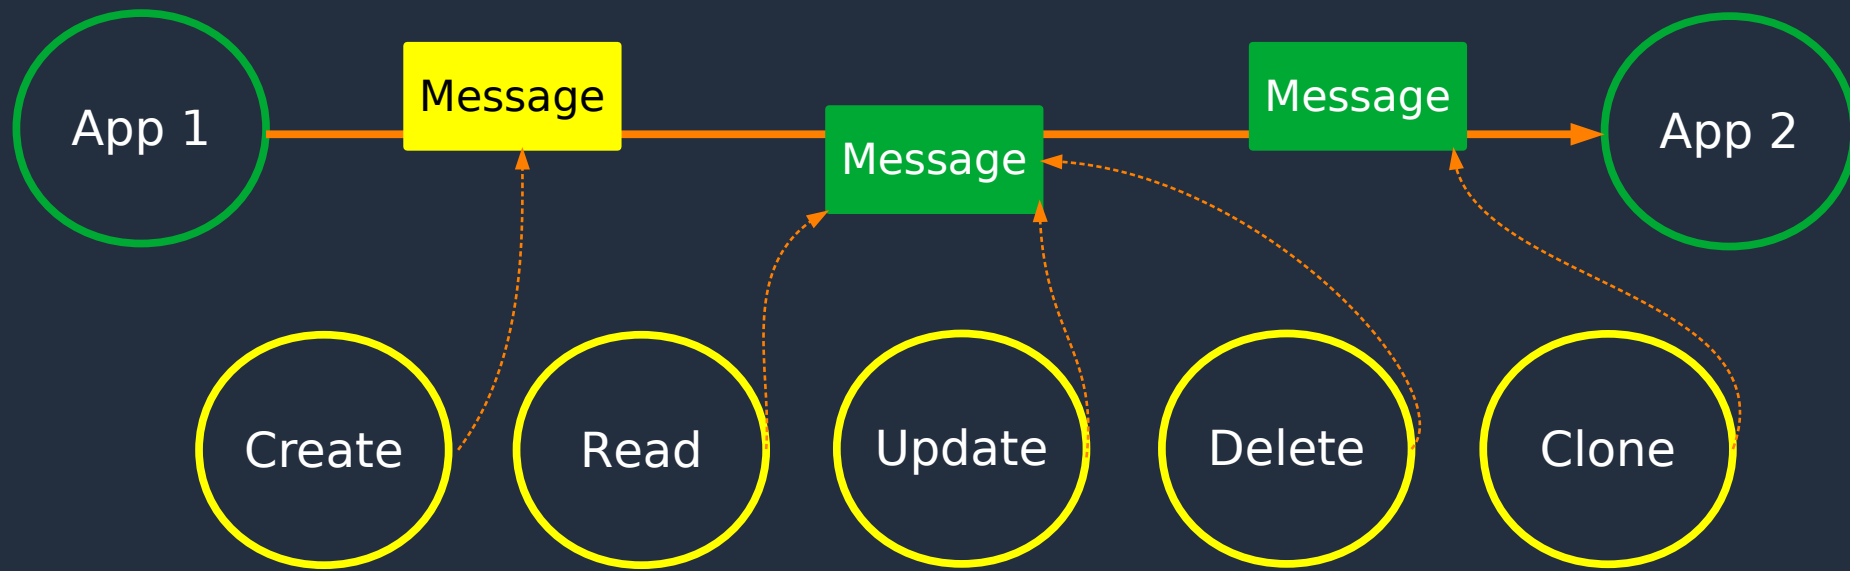 App 1
Message
Message
Message
App 2
Create
Read
Update
Delete
Clone